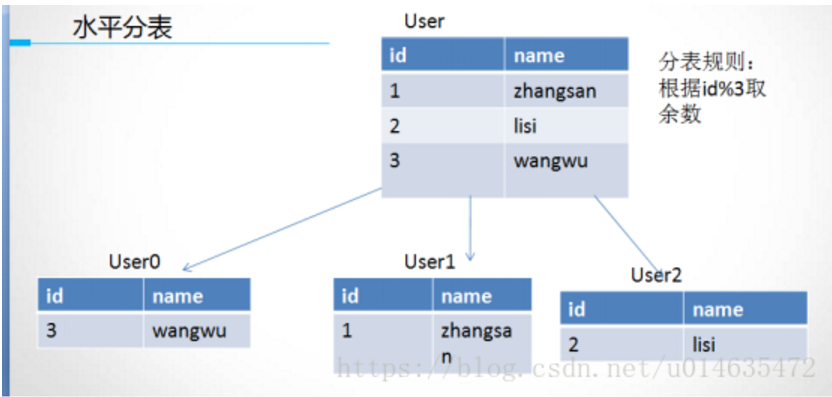 水平分表
User
id name
1 zhangsan
2 lisi
3 wangwu
分表规则：
根据id%3取
余数
User0
id name
3 wangwu
User1
id name
1 zhangsa
n
User2
id name
2 lisi
https://blog.csdn.net/u014635472